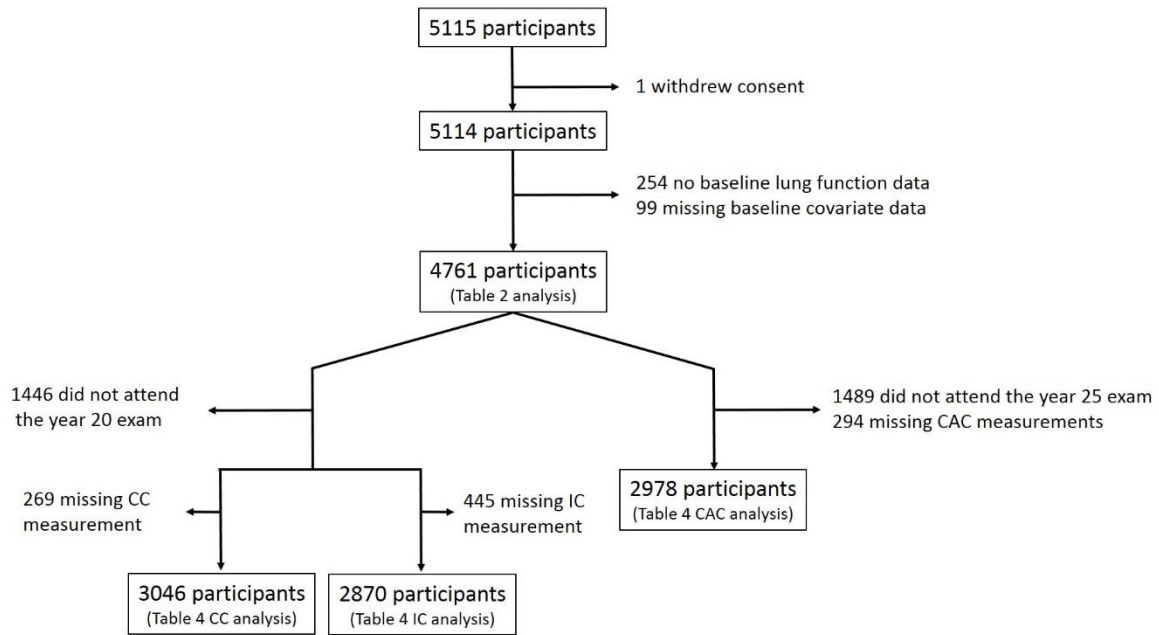 5115 participants
1 withdrew consent
5114 participants
254 no baseline lung function data
99 missing baseline covariate data
4761 participants
(Table 2 analysis)
1446 did not attend
the year 20 exam
1489 did not attend the year 25 exam
294 missing CAC measurements
269 missing CC
measurement
445 missing IC
measurement
2978 participants
(Table 4 CAC analysis)
3046 participants
(Table 4 CC analysis)
2870 participants
(Table 4 IC analysis)